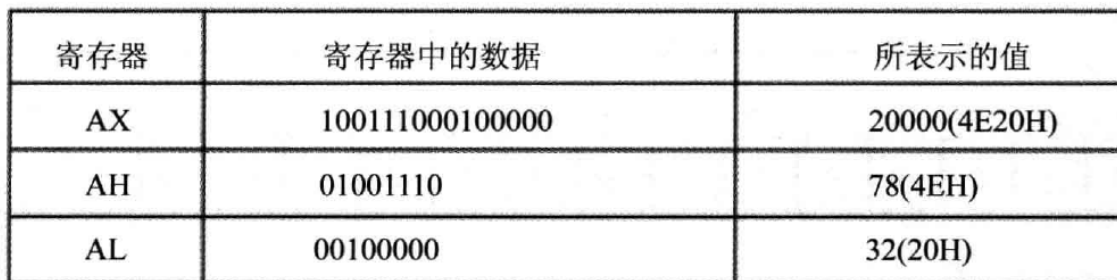 寄存器 寄存器中的数据 所表示的值
AX 100111000100000 20000(4E20H)
AH 01001110 78(4EH)
AL 00100000 32(20H)